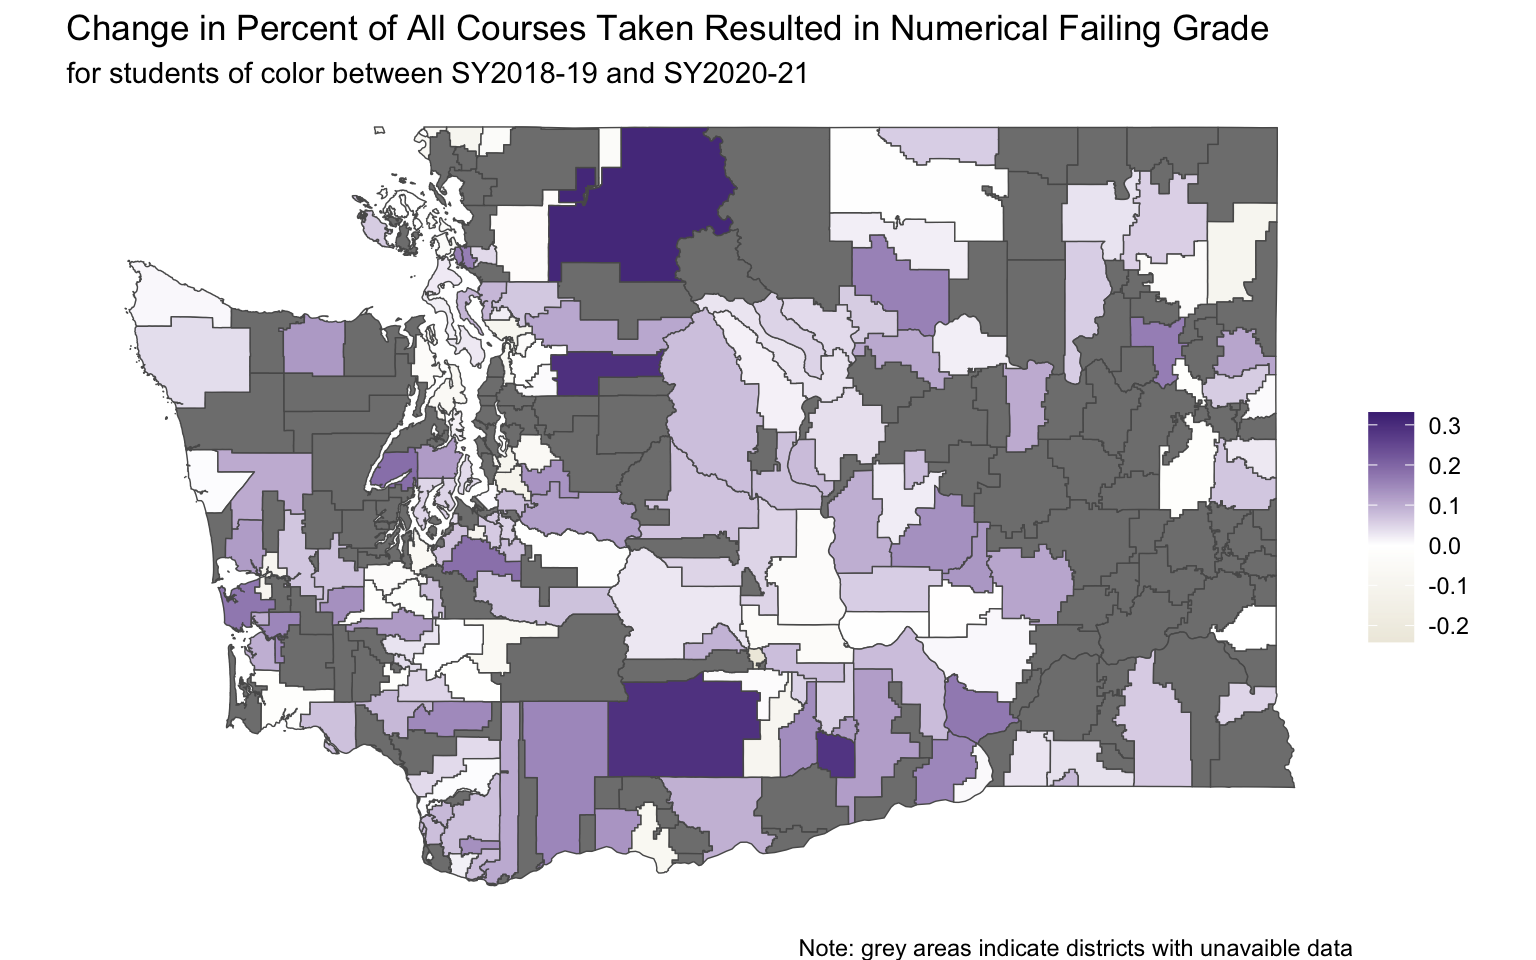 Change in Percent of All Courses Taken Resulted in Numerical Failing Grade
for students of color between SY2018-19 and SY2020-21
0.3
0.2
0.1
0.0
-0.1
-0.2
Note: grey areas indicate districts with unavaible data